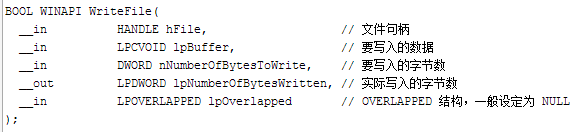 BOOL WINAPI WriteFile(
__in HANDLE hFile, // 文件句柄
__in LPCVOID lpBuffer, // 要写入的数据
__in DWORD nNumberOfBytesToWrite, // 要写入的字节数
__out LPDWORD lpNumberOfBytesWritten, // 实际写入的字节数
__in LPOVERLAPPED lpOverlapped // OVERLAPPED 结构,一般设定为 NULL
);